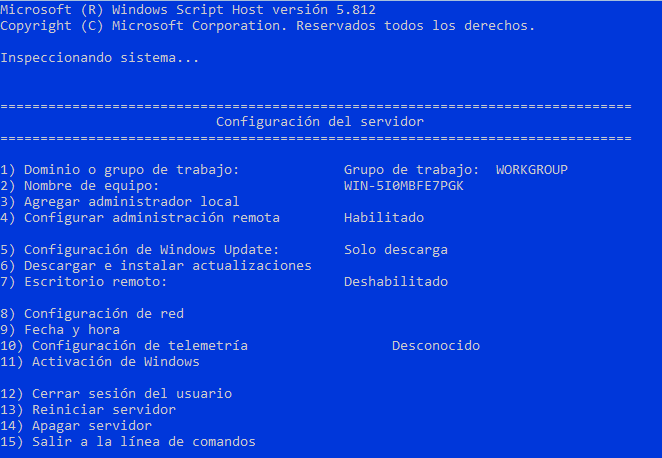 Microsoft (R) Windows Script Host versión 5.812
Copyright (C) Microsoft Corporation. Reservados todos los derechos.
Inspeccionando sistema...
===============================================================================
Configuración del servidor
===============================================================================
1) Dominio o grupo de trabajo: Grupo de trabajo: WORKGROUP
2) Nombre de equipo: WIN-5I0MBFE7PGK
3) Agregar administrador local
4) Configurar administración remota Habilitado
5) Configuración de Windows Update: Solo descarga
6) Descargar e instalar actualizaciones
7) Escritorio remoto: Deshabilitado
8) Configuración de red
9) Fecha y hora
10) Configuración de telemetría Desconocido
11) Activación de Windows
12) Cerrar sesión del usuario
13) Reiniciar servidor
14) Apagar servidor
15) Salir a la línea de comandos